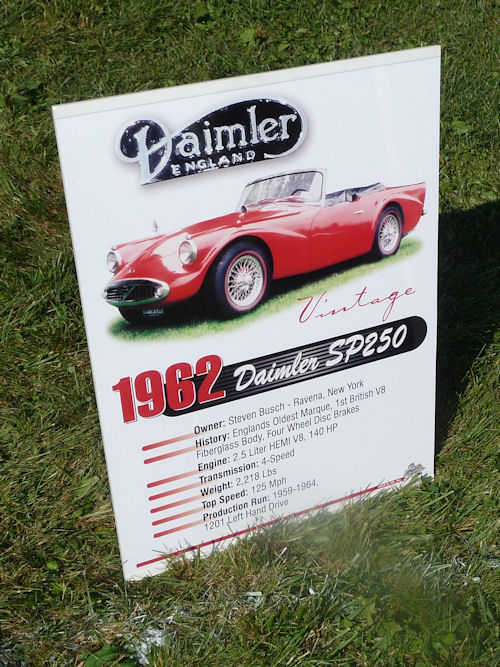 Daimler
ENGLAND
Vintage
1962 Daimler SP250
Owner: Steven Busch - Ravena, New York
History: Englands Oldest Marque, 1st British V8
Fiberglass Body, Four Wheel Disc Brakes
Engine: 2.5 Liter HEMI V8, 140 HP
Transmission: 4-Speed
Weight: 2,218 Lbs
Top Speed: 125 Mph
Production Run: 1959-1964,
1201 Left Hand Drive